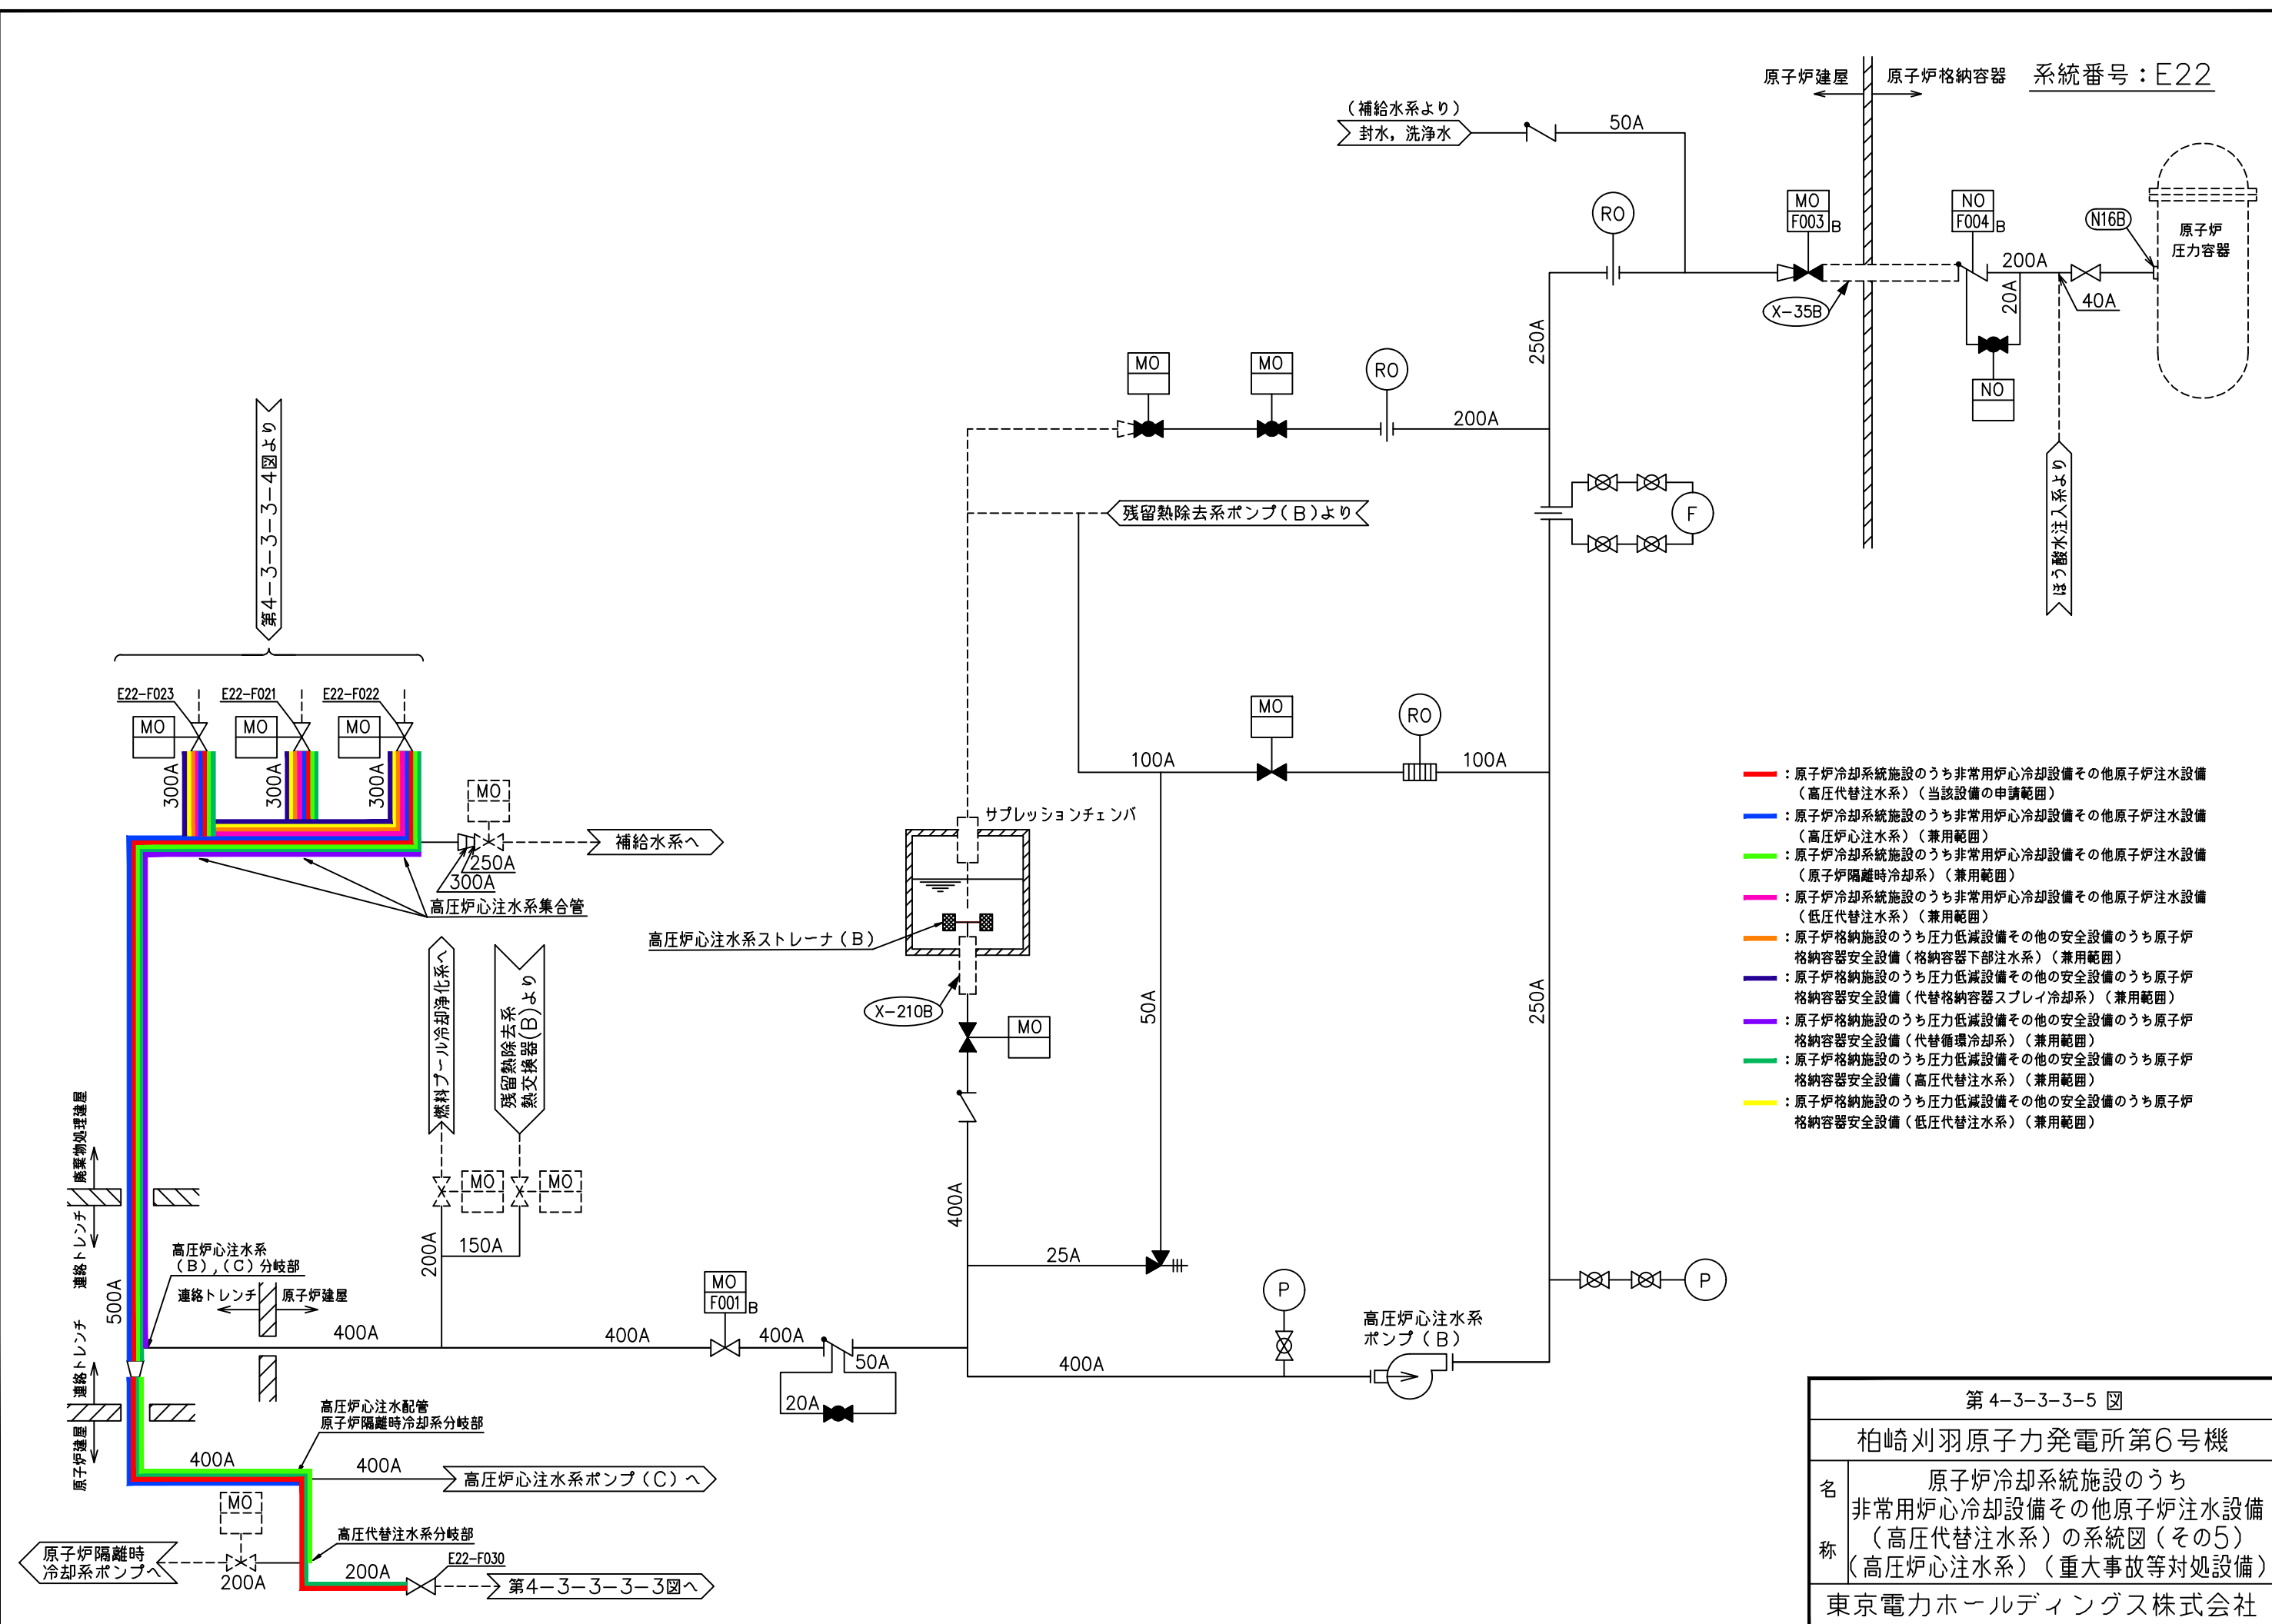 系統番号：E22
原子炉建屋
原子炉格納容器
（補給水系より）
封水，洗浄水
50A
RO
MO
F003
B
NO
F004
B
N16B
原子炉
圧力容器
200A
20A
40A
X-35B
NO
250A
MO
MO
RO
200A
残留熱除去系ポンプ（B）より
F
ほう酸水注入系より
第4-3-3-3-4図より
E22-F023
E22-F021
E22-F022
MO
MO
MO
300A
300A
300A
MO
補給水系へ
250A
300A
高圧炉心注水系集合管
サプレッションチェンバ
高圧炉心注水系ストレーナ（B）
X-210B
MO
MO
RO
100A
100A
50A
250A
燃料プール冷却浄化系へ
残留熱除去系
熱交換器(B)より
MO
MO
200A
150A
400A
25A
廃棄物処理建屋
連絡トレンチ
連絡トレンチ
原子炉建屋
500A
高圧炉心注水系
（B）,（C）分岐部
連絡トレンチ
原子炉建屋
400A
400A
MO
F001
B
400A
50A
20A
400A
P
高圧炉心注水系
ポンプ（B）
P
高圧炉心注水配管
原子炉隔離時冷却系分岐部
400A
400A
高圧炉心注水系ポンプ（C）へ
MO
原子炉隔離時
冷却系ポンプへ
200A
高圧代替注水系分岐部
200A
E22-F030
第4-3-3-3-3図へ
：原子炉冷却系統施設のうち非常用炉心冷却設備その他原子炉注水設備
（高圧代替注水系）（当該設備の申請範囲）
：原子炉冷却系統施設のうち非常用炉心冷却設備その他原子炉注水設備
（高圧炉心注水系）（兼用範囲）
：原子炉冷却系統施設のうち非常用炉心冷却設備その他原子炉注水設備
（原子炉隔離時冷却系）（兼用範囲）
：原子炉冷却系統施設のうち非常用炉心冷却設備その他原子炉注水設備
（低圧代替注水系）（兼用範囲）
：原子炉格納施設のうち圧力低減設備その他の安全設備のうち原子炉
格納容器安全設備（格納容器下部注水系）（兼用範囲）
：原子炉格納施設のうち圧力低減設備その他の安全設備のうち原子炉
格納容器安全設備（代替格納容器スプレイ冷却系）（兼用範囲）
：原子炉格納施設のうち圧力低減設備その他の安全設備のうち原子炉
格納容器安全設備（代替循環冷却系）（兼用範囲）
：原子炉格納施設のうち圧力低減設備その他の安全設備のうち原子炉
格納容器安全設備（高圧代替注水系）（兼用範囲）
：原子炉格納施設のうち圧力低減設備その他の安全設備のうち原子炉
格納容器安全設備（低圧代替注水系）（兼用範囲）
第 4-3-3-3-5 図
柏崎刈羽原子力発電所第6号機
名称
原子炉冷却系統施設のうち
非常用炉心冷却設備その他原子炉注水設備
（高圧代替注水系）の系統図（その5）
（高圧炉心注水系）（重大事故等対処設備）
東京電力ホールディングス株式会社